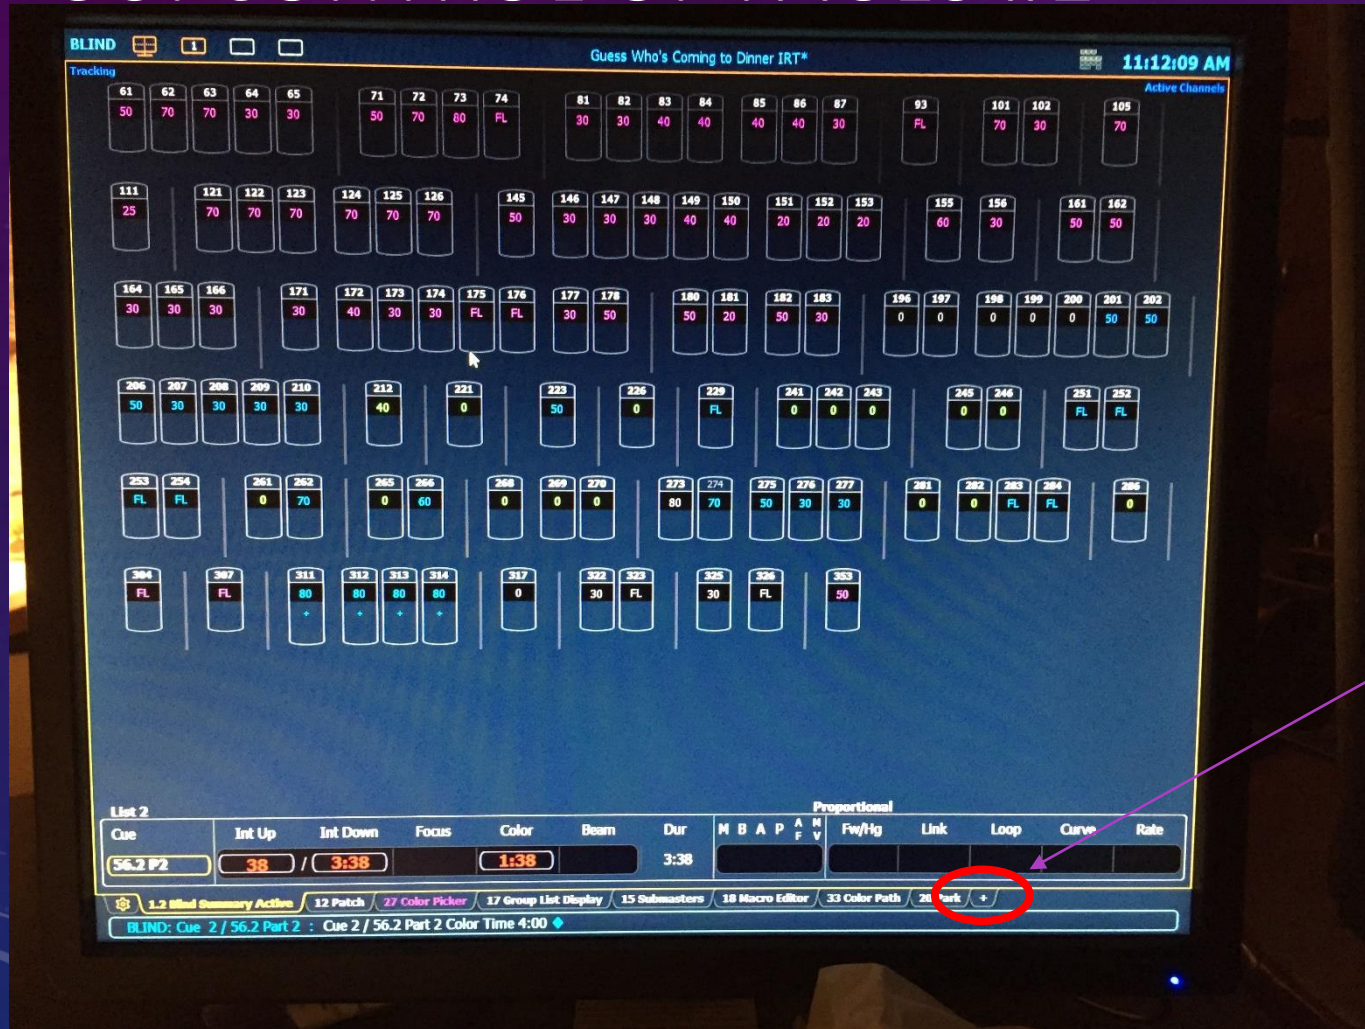 BLIND 1 Guess Who's Coming to Dinner IRT* 11:12:09 AM
Tracking Active Channels
61 62 63 64 65 71 72 73 74 81 82 83 84 85 86 87 93 101 102 105
50 70 70 30 30 50 70 80 FL 30 30 40 40 40 40 30 FL 70 30 70
111 121 122 123 124 125 126 145 146 147 148 149 150 151 152 153 155 156 161 162
25 70 70 70 70 70 70 50 30 30 30 40 40 20 20 20 60 30 50 50
164 165 166 171 172 173 174 175 176 177 178 180 181 182 183 196 197 198 199 200 201 202
30 30 30 30 40 30 30 FL FL 30 50 50 20 50 30 0 0 0 0 0 50 50
206 207 208 209 210 212 221 223 226 229 241 242 243 245 246 251 252
50 30 30 30 30 40 0 50 0 FL 0 0 0 0 0 FL FL
253 254 261 262 265 266 268 269 270 273 274 275 276 277 281 282 283 284 286
FL FL 0 70 0 60 0 0 0 80 70 50 30 30 0 0 FL FL 0
304 307 311 312 313 314 317 322 323 325 326 353
FL FL 80 80 80 80 0 30 FL 30 FL 50
+ + + +
List 2 Proportional
Cue Int Up Int Down Focus Color Beam Dur M B A P A F M V Fw/Hg Link Loop Curve Rate
56.2 P2 38 / 3:38 1:38 3:38
1.2 Blind Summary Active 12 Patch 27 Color Picker 17 Group List Display 15 Submasters 18 Macro Editor 33 Color Path 20 Park +
BLIND: Cue 2 / 56.2 Part 2 : Cue 2 / 56.2 Part 2 Color Time 4:00